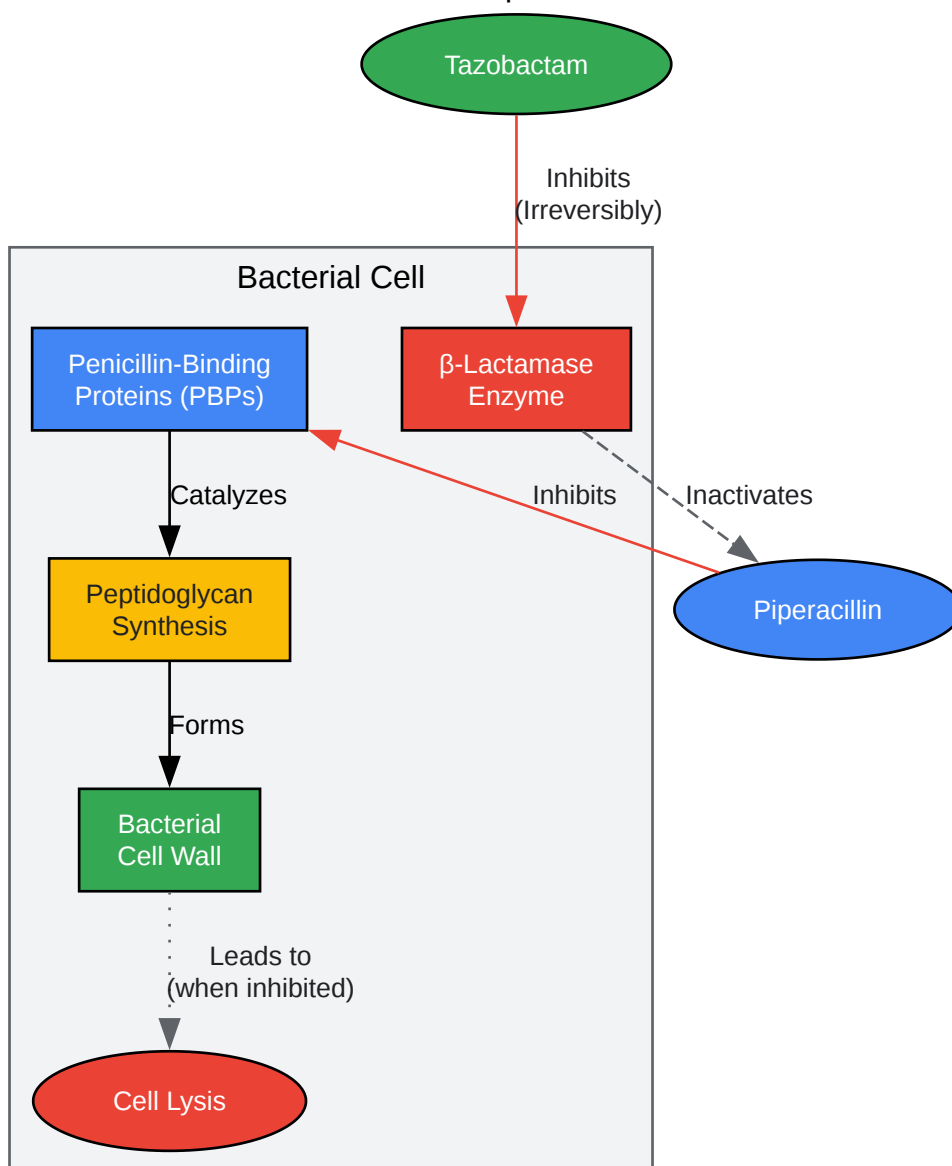 Tazobactam
Inhibits
(Irreversibly)
Bacterial Cell
Penicillin-Binding
Proteins (PBPs)
β-Lactamase
Enzyme
Catalyzes
Inhibits
Inactivates
Peptidoglycan
Synthesis
Piperacillin
Forms
Bacterial
Cell Wall
Leads to
(when inhibited)
Cell Lysis